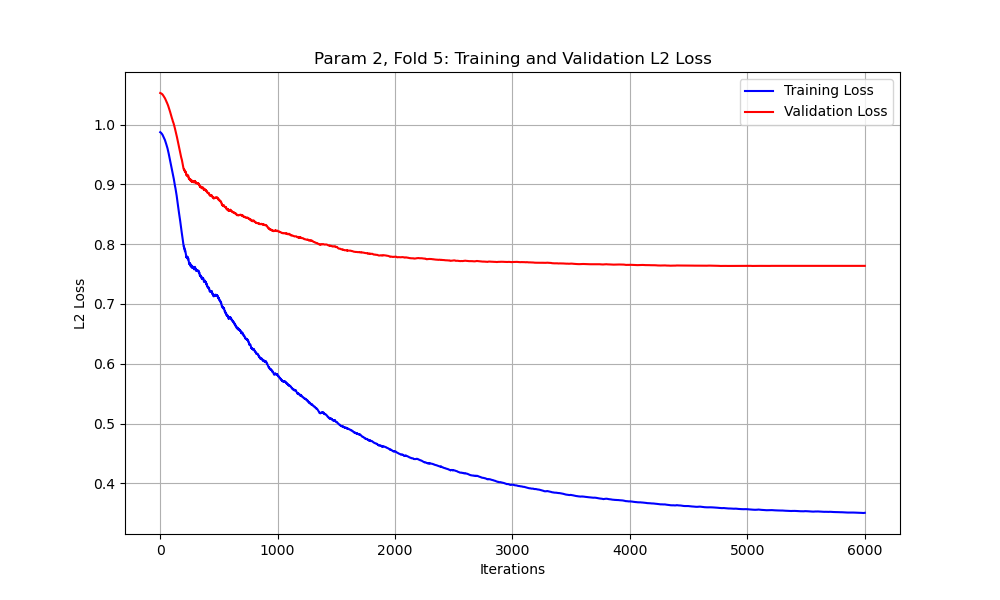 Param 2, Fold 5: Training and Validation L2 Loss
Training Loss
Validation Loss
1.0
0.9
0.8
0.7
0.6
0.5
0.4
L2 Loss
0
1000
2000
3000
4000
5000
6000
Iterations